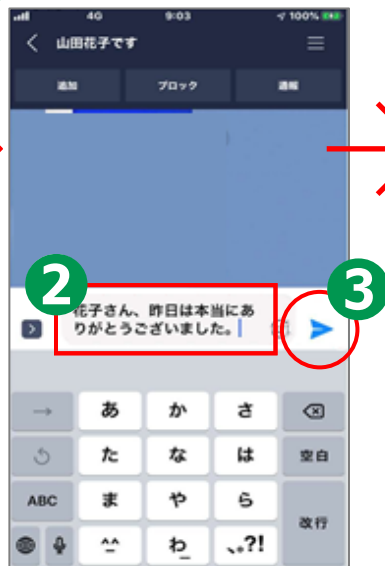 4G 9:03 100%
山田花子です
追加 ブロック 通報
2
3
花子さん、昨日は本当にあ
りがとうございました。
→ あ か さ
た な は 空白
ABC ま や ら 改行
^^ わ 、。?!